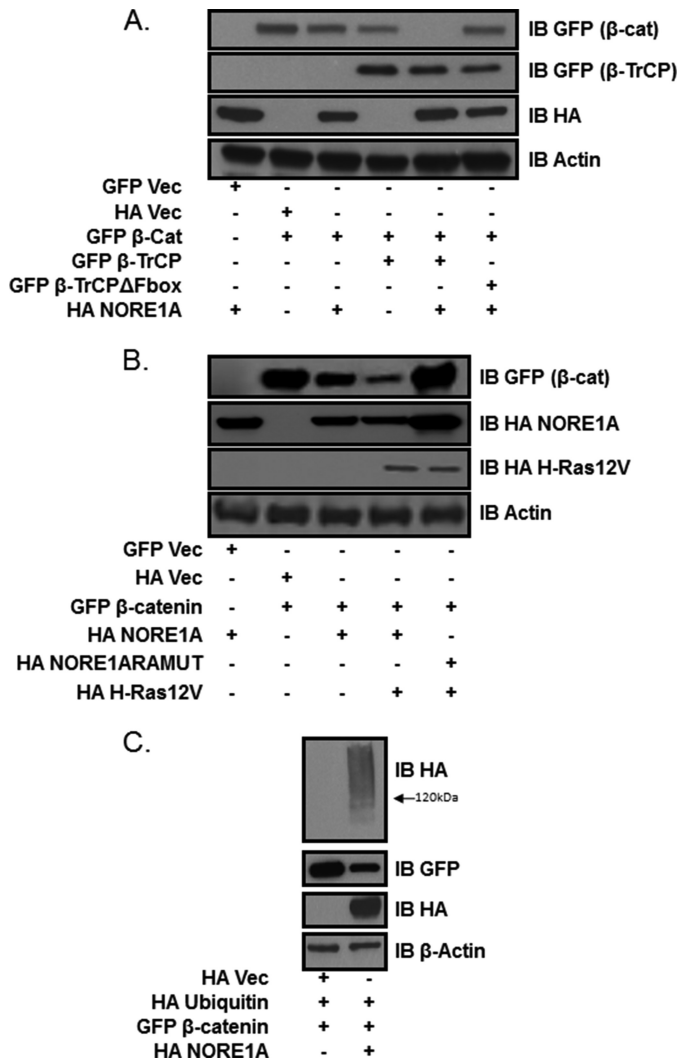 A.
IB GFP (β-cat)
IB GFP (β-TrCP)
IB HA
IB Actin
GFP Vec + - - - - -
HA Vec - + - - - -
GFP β-Cat - + + + + +
GFP β-TrCP - - - + + -
GFP β-TrCPΔFbox - - - - - +
HA NORE1A + - + - + +
B.
IB GFP (β-cat)
IB HA NORE1A
IB HA H-Ras12V
IB Actin
GFP Vec + - - - -
HA Vec - + - - -
GFP β-catenin - + + + +
HA NORE1A + - + + -
HA NORE1ARAMUT - - - - +
HA H-Ras12V - - - + +
C.
IB HA
120kDa
IB GFP
IB HA
IB β-Actin
HA Vec + -
HA Ubiquitin + +
GFP β-catenin + +
HA NORE1A - +